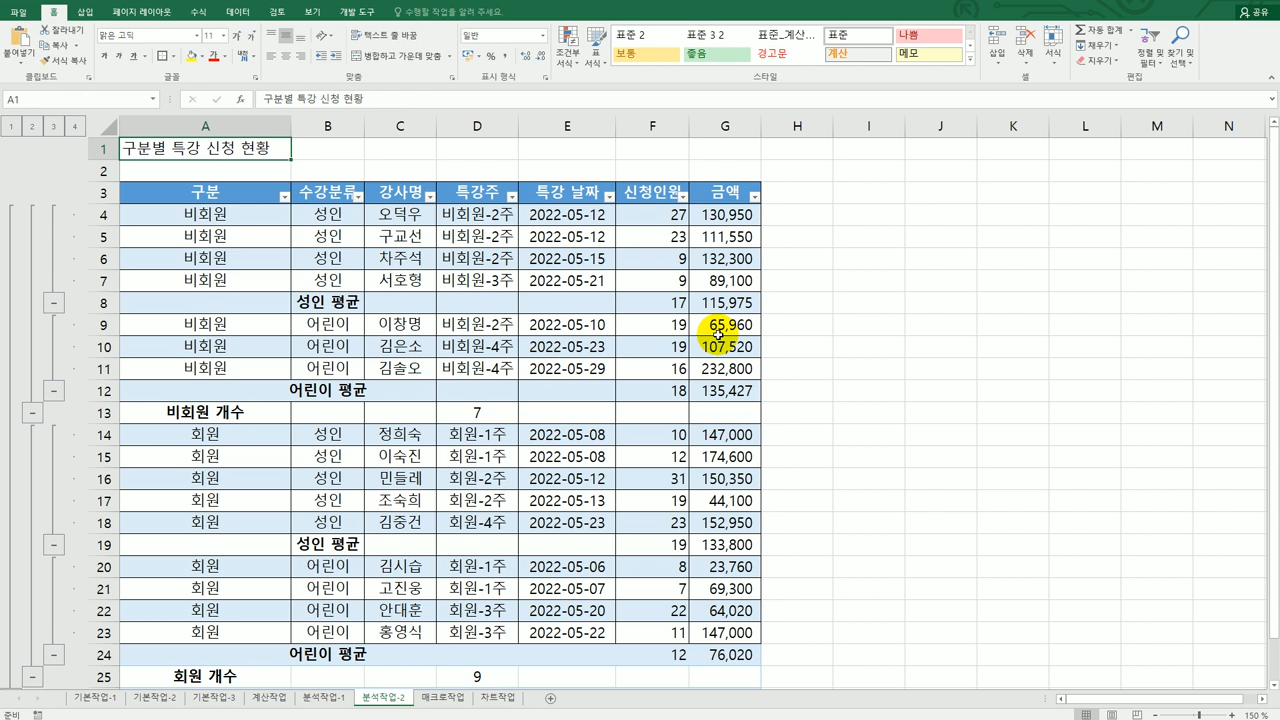 파일 홈 삽입 페이지 레이아웃 수식 데이터 검토 보기 개발 도구 수행할 작업을 알려 주세요. 공유
붙여넣기 잘라내기 복사 서식 복사 클립보드
맑은 고딕 11 가 가 가 가 가 가 글꼴
텍스트 줄 바꿈 병합하고 가운데 맞춤 맞춤
일반 % , 표시 형식
조건부 서식 표 서식
표준 2 표준 3 2 표준_계산... 표준 나쁨
보통 좋음 경고문 계산 메모
스타일
삽입 삭제 서식 셀
자동 합계 채우기 지우기 정렬 및 필터 찾기 및 선택 편집
A1 fx 구분별 특강 신청 현황
1 2 3 4 A B C D E F G H I J K L M N
1 구분별 특강 신청 현황
2
3 구분 수강분류 강사명 특강주 특강 날짜 신청인원 금액
4 비회원 성인 오덕우 비회원-2주 2022-05-12 27 130,950
5 비회원 성인 구교선 비회원-2주 2022-05-12 23 111,550
6 비회원 성인 차주석 비회원-2주 2022-05-15 9 132,300
7 비회원 성인 서호형 비회원-3주 2022-05-21 9 89,100
8 성인 평균 17 115,975
9 비회원 어린이 이창명 비회원-2주 2022-05-10 19 65,960
10 비회원 어린이 김은소 비회원-4주 2022-05-23 19 107,520
11 비회원 어린이 김솔오 비회원-4주 2022-05-29 16 232,800
12 어린이 평균 18 135,427
13 비회원 개수 7
14 회원 성인 정희숙 회원-1주 2022-05-08 10 147,000
15 회원 성인 이숙진 회원-1주 2022-05-08 12 174,600
16 회원 성인 민들레 회원-2주 2022-05-12 31 150,350
17 회원 성인 조숙희 회원-2주 2022-05-13 19 44,100
18 회원 성인 김중건 회원-4주 2022-05-23 23 152,950
19 성인 평균 19 133,800
20 회원 어린이 김시습 회원-1주 2022-05-06 8 23,760
21 회원 어린이 고진웅 회원-1주 2022-05-07 7 69,300
22 회원 어린이 안대훈 회원-3주 2022-05-20 22 64,020
23 회원 어린이 홍영식 회원-3주 2022-05-22 11 147,000
24 어린이 평균 12 76,020
25 회원 개수 9
기본작업-1 기본작업-2 기본작업-3 계산작업 분석작업-1 분석작업-2 매크로작업 차트작업
준비 150 %